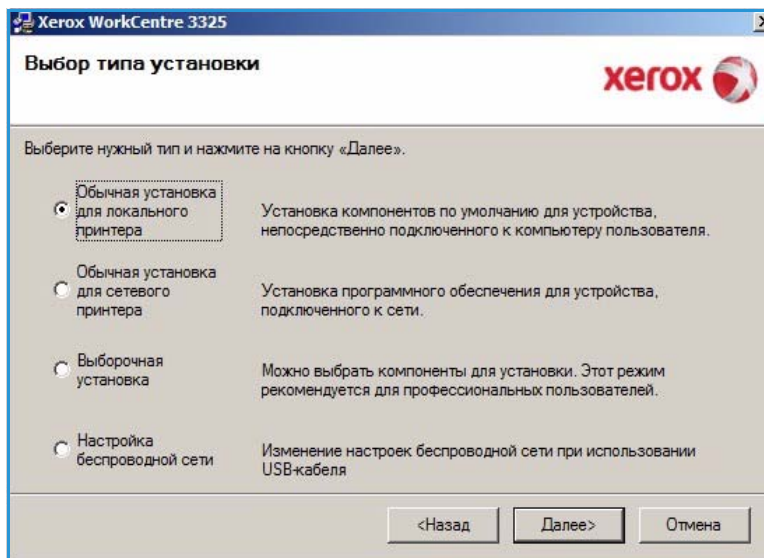 Xerox WorkCentre 3325
Выбор типа установки
xerox
Выберите нужный тип и нажмите на кнопку «Далее».
Обычная установка
для локального
принтера
Установка компонентов по умолчанию для устройства,
непосредственно подключенного к компьютеру пользователя.
Обычная установка
для сетевого
принтера
Установка программного обеспечения для устройства,
подключенного к сети.
Выборочная
установка
Можно выбрать компоненты для установки. Этот режим
рекомендуется для профессиональных пользователей.
Настройка
беспроводной сети
Изменение настроек беспроводной сети при использовании
USB-кабеля
<Назад
Далее>
Отмена